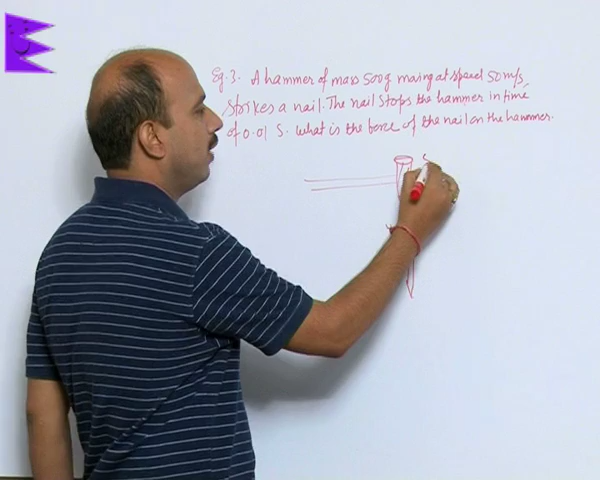 Eg.3. A hammer of mass 500g moving at speed 50m/s,
strikes a nail. The nail stops the hammer in time
of 0.01 S. what is the force of the nail on the hammer.